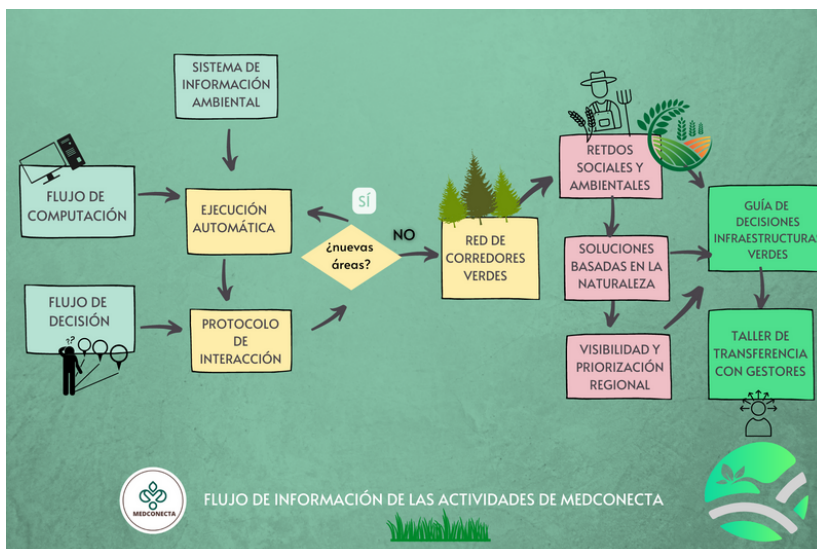 SISTEMA DE
INFORMACIÓN
AMBIENTAL
FLUJO DE
COMPUTACIÓN
EJECUCIÓN
AUTOMÁTICA
FLUJO DE
DECISIÓN
??
PROTOCOLO
DE
INTERACCIÓN
SÍ
¿nuevas
áreas?
NO
RED DE
CORREDORES
VERDES
RETDOS
SOCIALES Y
AMBIENTALES
SOLUCIONES
BASADAS EN LA
NATURALEZA
VISIBILIDAD Y
PRIORIZACIÓN
REGIONAL
GUÍA DE
DECISIONES
INFRAESTRUCTURAS
VERDES
TALLER DE
TRANSFERENCIA
CON GESTORES
MEDCONECTA
FLUJO DE INFORMACIÓN DE LAS ACTIVIDADES DE MEDCONECTA